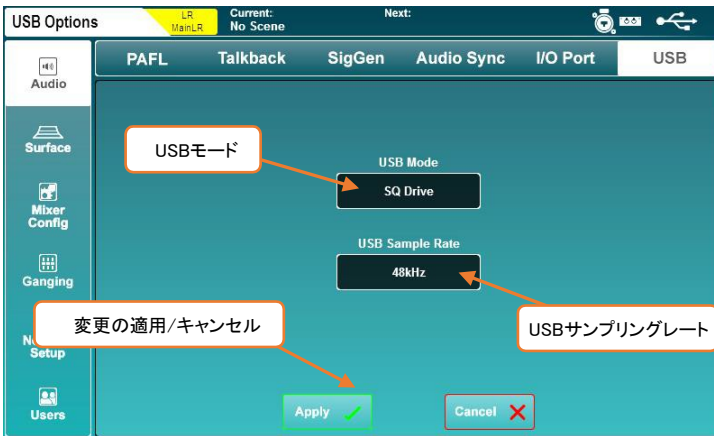 USB Options
LR
MainLR
Current:
No Scene
Next:
Audio
PAFL
Talkback
SigGen
Audio Sync
I/O Port
USB
Surface
Mixer
Config
Ganging
Setup
Users
USBモード
USB Mode
SQ Drive
USB Sample Rate
48kHz
変更の適用/キャンセル
USBサンプリングレート
Apply
Cancel